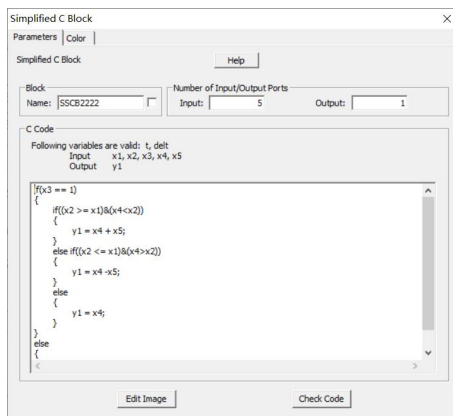 Simplified C Block
Parameters Color
Simplified C Block
Help
Block
Name: SSCB2222
Number of Input/Output Ports
Input: 5 Output: 1
C Code
Following variables are valid: t, delt
Input x1, x2, x3, x4, x5
Output y1
if(x3 == 1)
{
if((x2 >= x1)&(x4<x2))
{
y1 = x4 + x5;
}
else if((x2 <= x1)&(x4>x2))
{
y1 = x4 -x5;
}
else
{
y1 = x4;
}
}
else
{
Edit Image Check Code